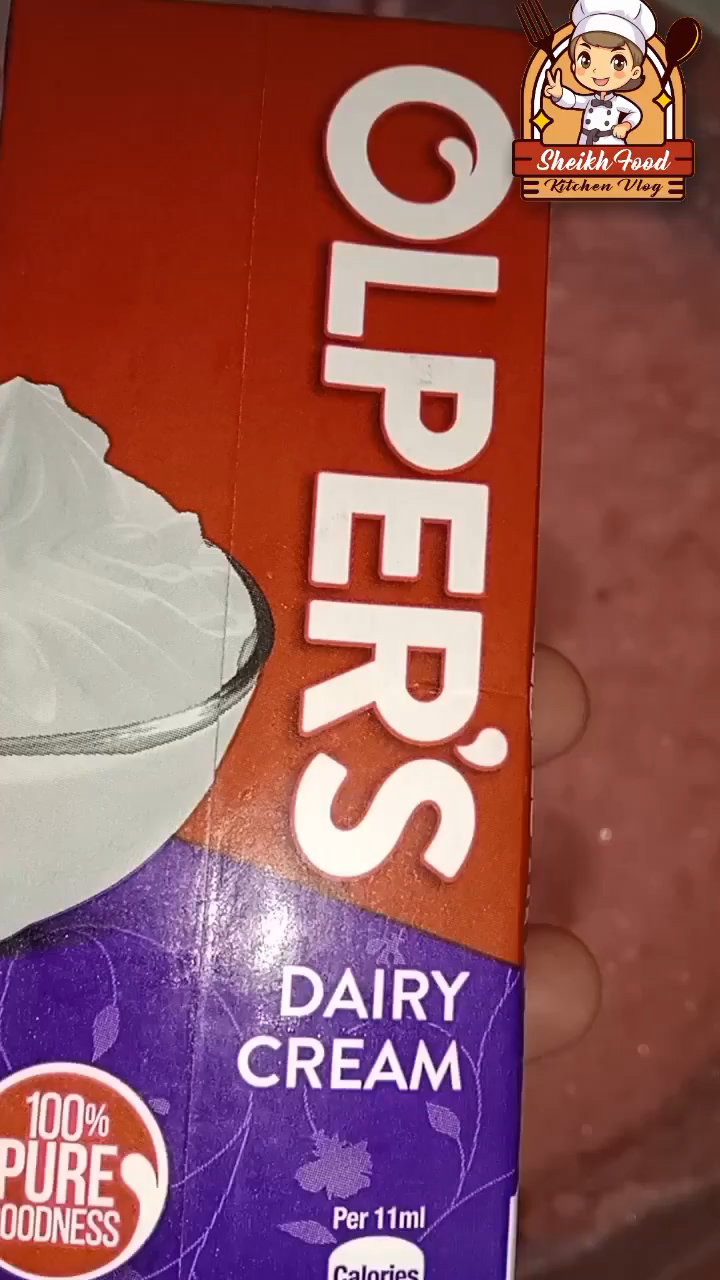 Sheikh Food
Kitchen Vlog
OLPER'S
DAIRY
CREAM
100%
PURE
OODNESS
Per 11ml
Calories